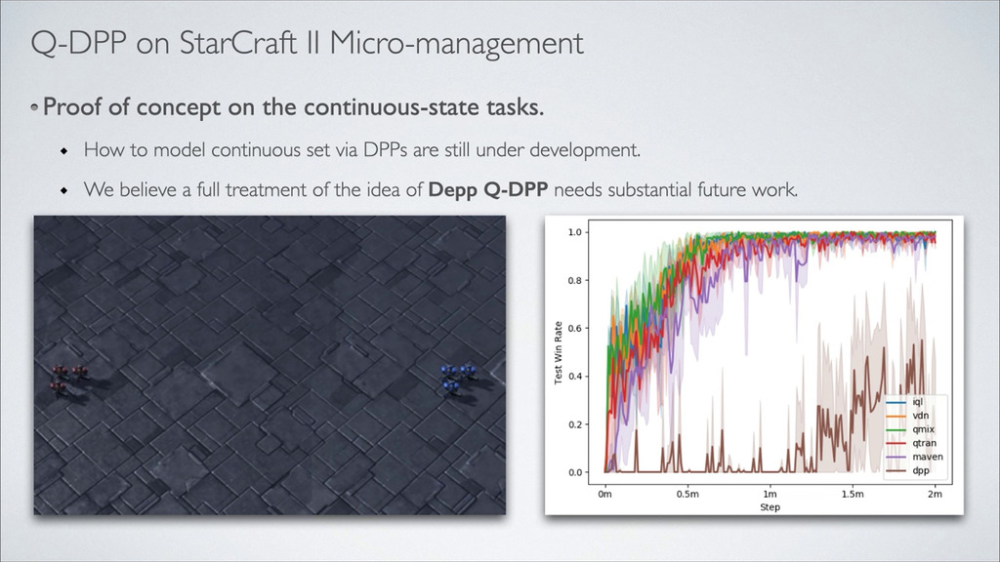 Q-DPP on StarCraft II Micro-management
Proof of concept on the continuous-state tasks.
How to model continuous set via DPPs are still under development.
We believe a full treatment of the idea of Depp Q-DPP needs substantial future work.
1.0
0.8
0.6
0.4
0.2
0.0
Test Win Rate
iql
vdn
qmix
qtran
maven
dpp
0m 0.5m 1m 1.5m 2m
Step